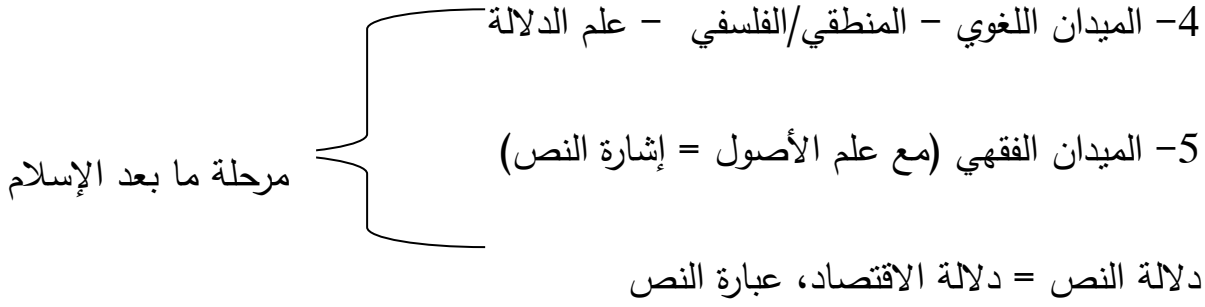 4- الميدان اللغوي – المنطقي/الفلسفي – علم الدلالة
5- الميدان الفقهي (مع علم الأصول = إشارة النص)
مرحلة ما بعد الإسلام
دلالة النص = دلالة الاقتصاد، عبارة النص